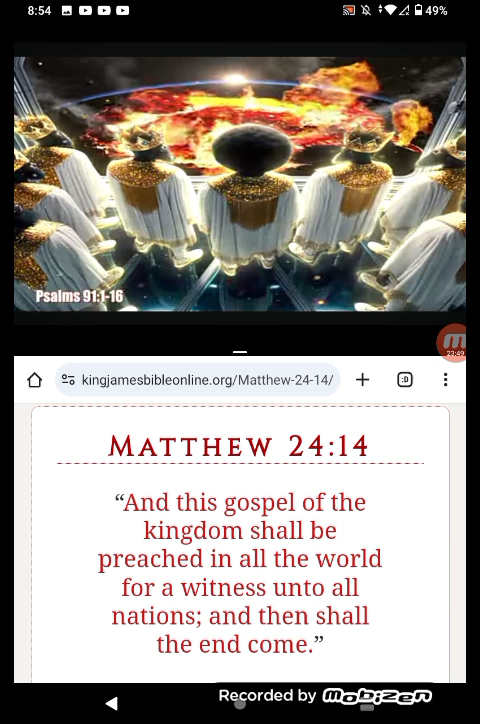 8:54
49%
Psalms 91:1-16
23:49
kingjamesbibleonline.org/Matthew-24-14/
:D
MATTHEW 24:14
“And this gospel of the
kingdom shall be
preached in all the world
for a witness unto all
nations; and then shall
the end come.”
Recorded by Mobizen